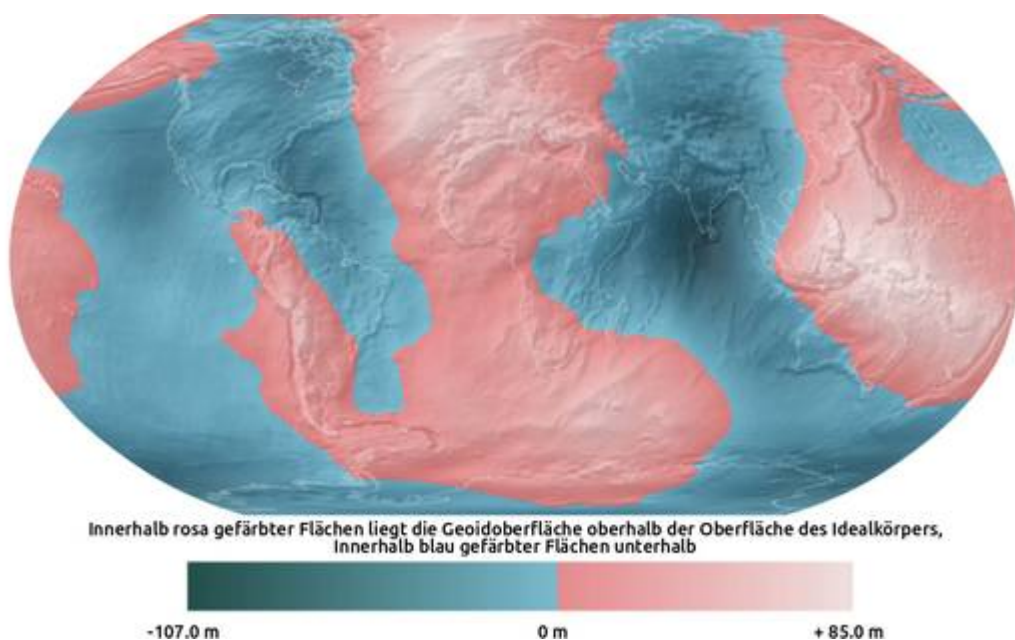 Innerhalb rosa gefärbter Flächen liegt die Geoidoberfläche oberhalb der Oberfläche des Idealkörpers,
Innerhalb blau gefärbter Flächen unterhalb
-107.0 m 0 m + 85.0 m